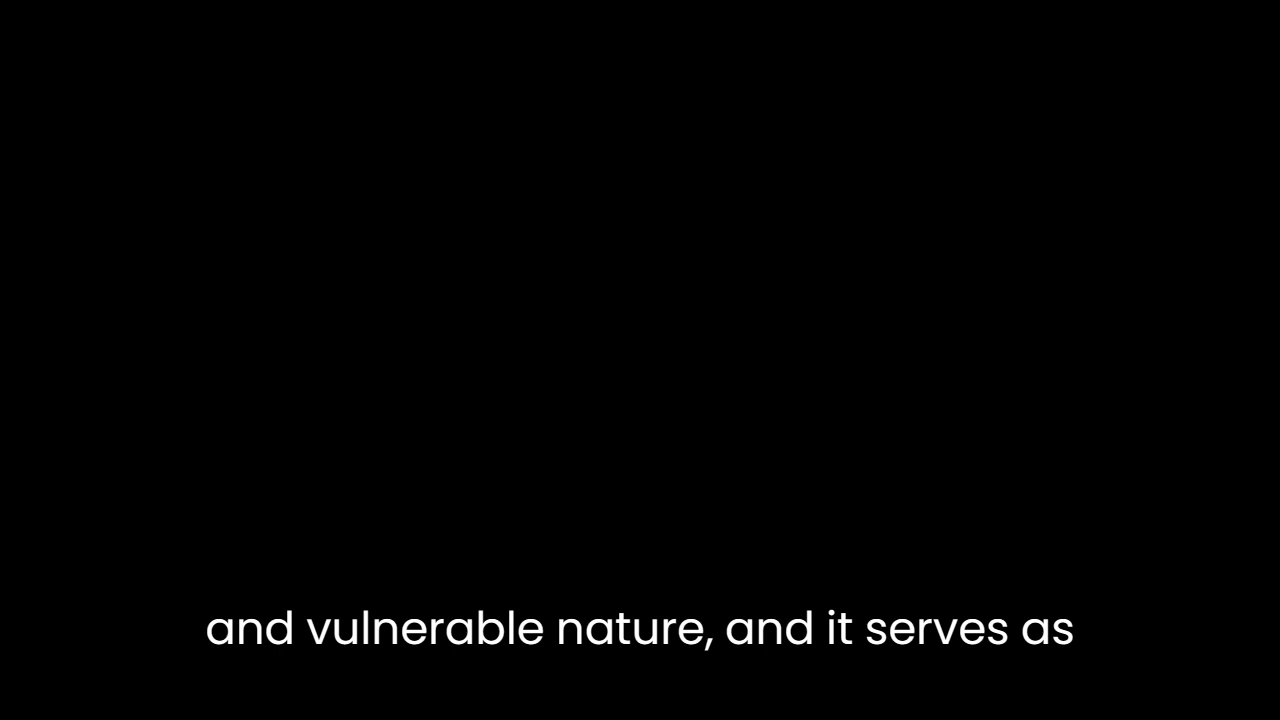 and vulnerable nature, and it serves as